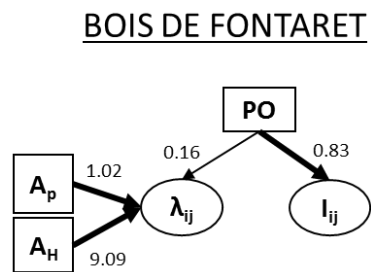 BOIS DE FONTARET
PO
0.16
0.83
Ap
1.02
λij
Iij
AH
9.09